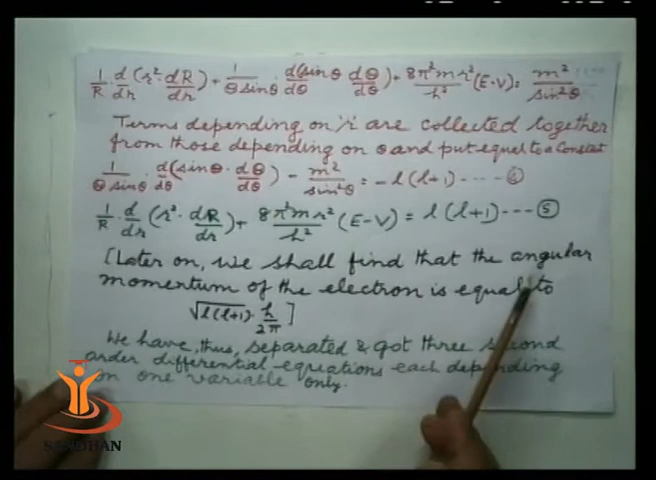 1/R · d/dr (r² · dR/dr) + 1/Θ sinθ · d/dθ (sinθ dΘ/dθ) + 8π²mr²/h² (E-V) = m²/sin²θ
Terms depending on 'r' are collected together
from those depending on θ and put equal to a Constant
1/Θ sinθ · d/dθ (sinθ · dΘ/dθ) - m²/sin²θ = -l(l+1) ---- ④
1/R · d/dr (r² · dR/dr) + 8π²mr²/h² (E-V) = l(l+1) --- ⑤
[Later on, we shall find that the angular
momentum of the electron is equal to
√l(l+1) · h/2π ]
We have, thus, separated & got three second
order differential equations each depending
on one variable only.
SANDHAN